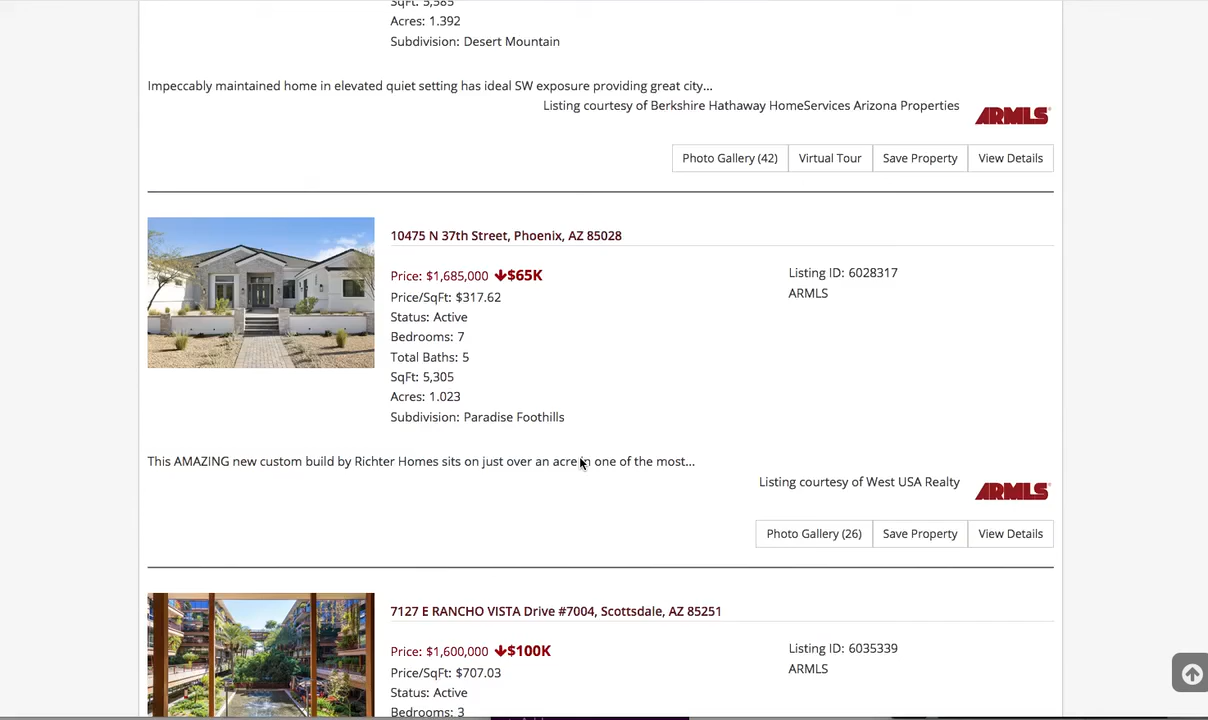 SqFt: 5,585
Acres: 1.392
Subdivision: Desert Mountain
Impeccably maintained home in elevated quiet setting has ideal SW exposure providing great city...
Listing courtesy of Berkshire Hathaway HomeServices Arizona Properties
ARMLS®
Photo Gallery (42) Virtual Tour Save Property View Details
10475 N 37th Street, Phoenix, AZ 85028
Price: $1,685,000 $65K
Price/SqFt: $317.62
Status: Active
Bedrooms: 7
Total Baths: 5
SqFt: 5,305
Acres: 1.023
Subdivision: Paradise Foothills
Listing ID: 6028317
ARMLS
This AMAZING new custom build by Richter Homes sits on just over an acre in one of the most...
Listing courtesy of West USA Realty
ARMLS®
Photo Gallery (26) Save Property View Details
7127 E RANCHO VISTA Drive #7004, Scottsdale, AZ 85251
Price: $1,600,000 $100K
Price/SqFt: $707.03
Status: Active
Bedrooms: 3
Listing ID: 6035339
ARMLS